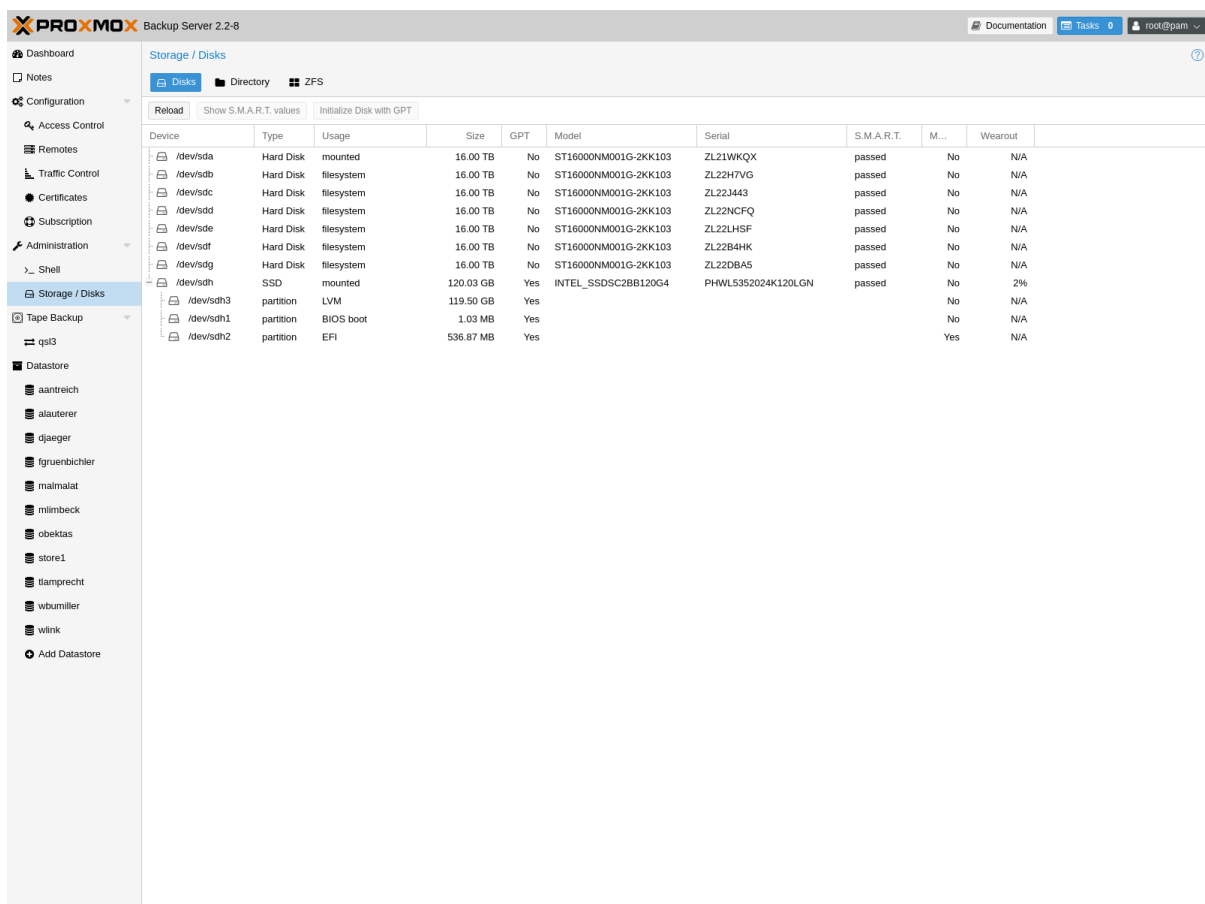 PROXMOX Backup Server 2.2-8 Documentation Tasks 0 root@pam
Dashboard
Notes
Configuration
Access Control
Remotes
Traffic Control
Certificates
Subscription
Administration
Shell
Storage / Disks
Tape Backup
qsl3
Datastore
aantreich
alauterer
djaeger
fgruenbichler
malmalat
mlimbeck
obektas
store1
tlamprecht
wbumiller
wlink
Add Datastore
Storage / Disks
Disks Directory ZFS
Reload Show S.M.A.R.T. values Initialize Disk with GPT
Device Type Usage Size GPT Model Serial S.M.A.R.T. M... Wearout
/dev/sda Hard Disk mounted 16.00 TB No ST16000NM001G-2KK103 ZL21WKQX passed No N/A
/dev/sdb Hard Disk filesystem 16.00 TB No ST16000NM001G-2KK103 ZL22H7VG passed No N/A
/dev/sdc Hard Disk filesystem 16.00 TB No ST16000NM001G-2KK103 ZL22J443 passed No N/A
/dev/sdd Hard Disk filesystem 16.00 TB No ST16000NM001G-2KK103 ZL22NCFQ passed No N/A
/dev/sde Hard Disk filesystem 16.00 TB No ST16000NM001G-2KK103 ZL22LHSF passed No N/A
/dev/sdf Hard Disk filesystem 16.00 TB No ST16000NM001G-2KK103 ZL22B4HK passed No N/A
/dev/sdg Hard Disk filesystem 16.00 TB No ST16000NM001G-2KK103 ZL22DBA5 passed No N/A
/dev/sdh SSD mounted 120.03 GB Yes INTEL_SSDSC2BB120G4 PHWL5352024K120LGN passed No 2%
/dev/sdh3 partition LVM 119.50 GB Yes No N/A
/dev/sdh1 partition BIOS boot 1.03 MB Yes No N/A
/dev/sdh2 partition EFI 536.87 MB Yes Yes N/A